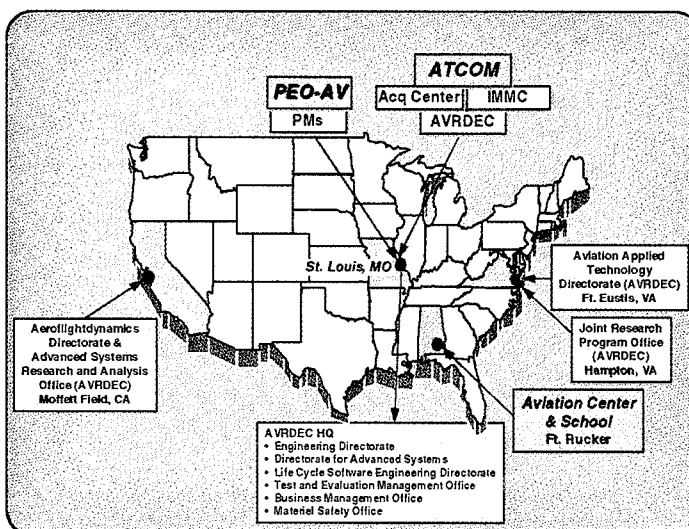 PEO-AV
PMs
ATCOM
Acq Center
IMMC
AVRDEC
St. Louis, MO
Aeroflightdynamics
Directorate &
Advanced Systems
Research and Analysis
Office (AVRDEC)
Moffett Field, CA
Aviation Applied
Technology
Directorate (AVRDEC)
Ft. Eustis, VA
Joint Research
Program Office
(AVRDEC)
Hampton, VA
Aviation Center
& School
Ft. Rucker
AVRDEC HQ
• Engineering Directorate
• Directorate for Advanced Systems
• Life Cycle Software Engineering Directorate
• Test and Evaluation Management Office
• Business Management Office
• Materiel Safety Office